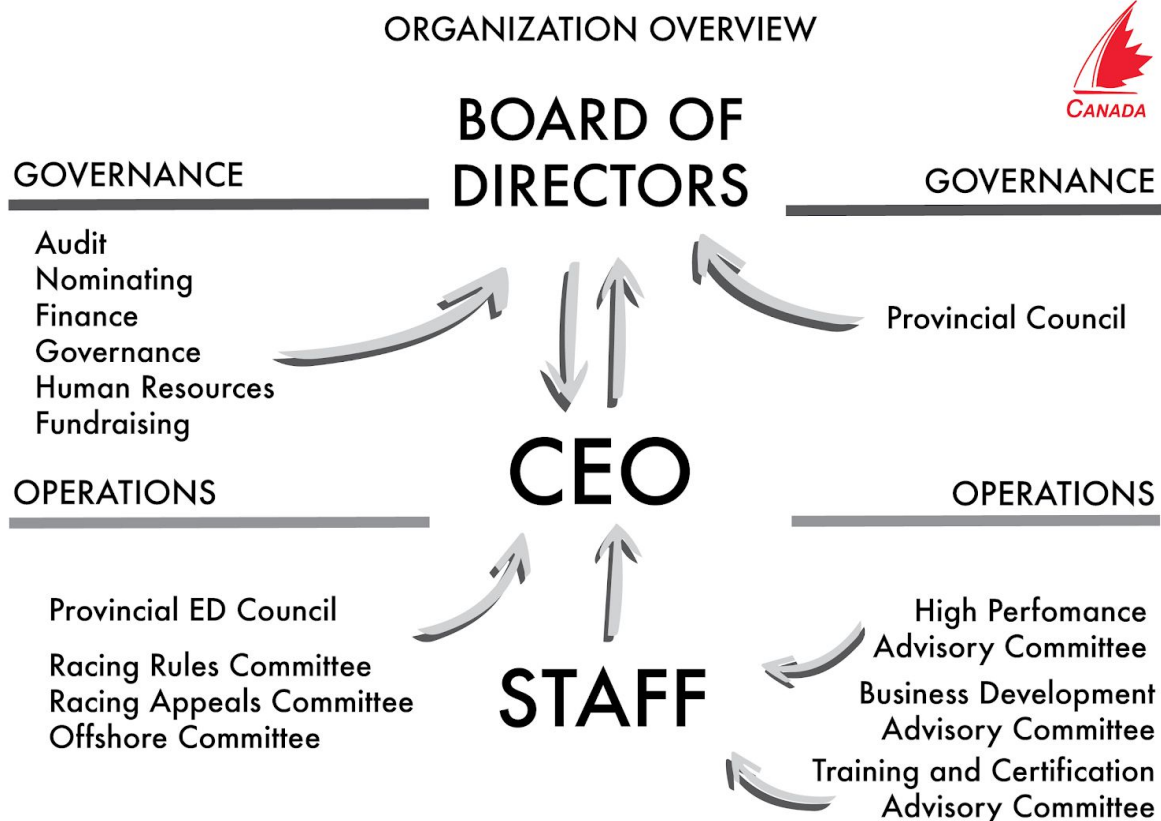 ORGANIZATION OVERVIEW
CANADA
BOARD OF
DIRECTORS
GOVERNANCE
Audit
Nominating
Finance
Governance
Human Resources
Fundraising
GOVERNANCE
Provincial Council
CEO
OPERATIONS
Provincial ED Council
Racing Rules Committee
Racing Appeals Committee
Offshore Committee
STAFF
OPERATIONS
High Perfomance
Advisory Committee
Business Development
Advisory Committee
Training and Certification
Advisory Committee